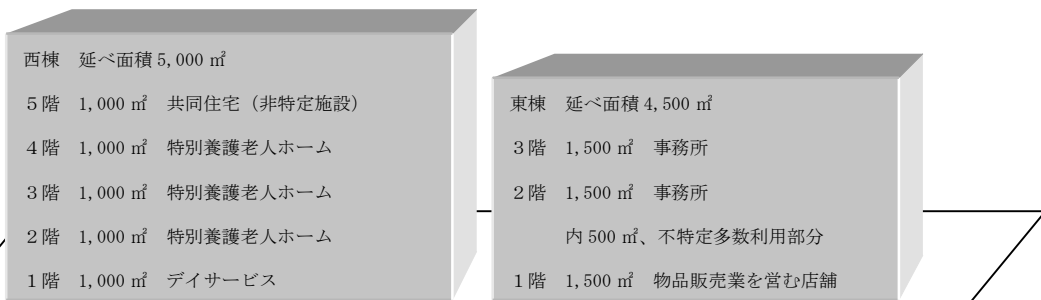 西棟 延べ面積 5,000 ㎡
5階 1,000 ㎡ 共同住宅(非特定施設)
4階 1,000 ㎡ 特別養護老人ホーム
3階 1,000 ㎡ 特別養護老人ホーム
2階 1,000 ㎡ 特別養護老人ホーム
1階 1,000 ㎡ デイサービス
東棟 延べ面積 4,500 ㎡
3階 1,500 ㎡ 事務所
2階 1,500 ㎡ 事務所
内 500 ㎡、不特定多数利用部分
1階 1,500 ㎡ 物品販売業を営む店舗